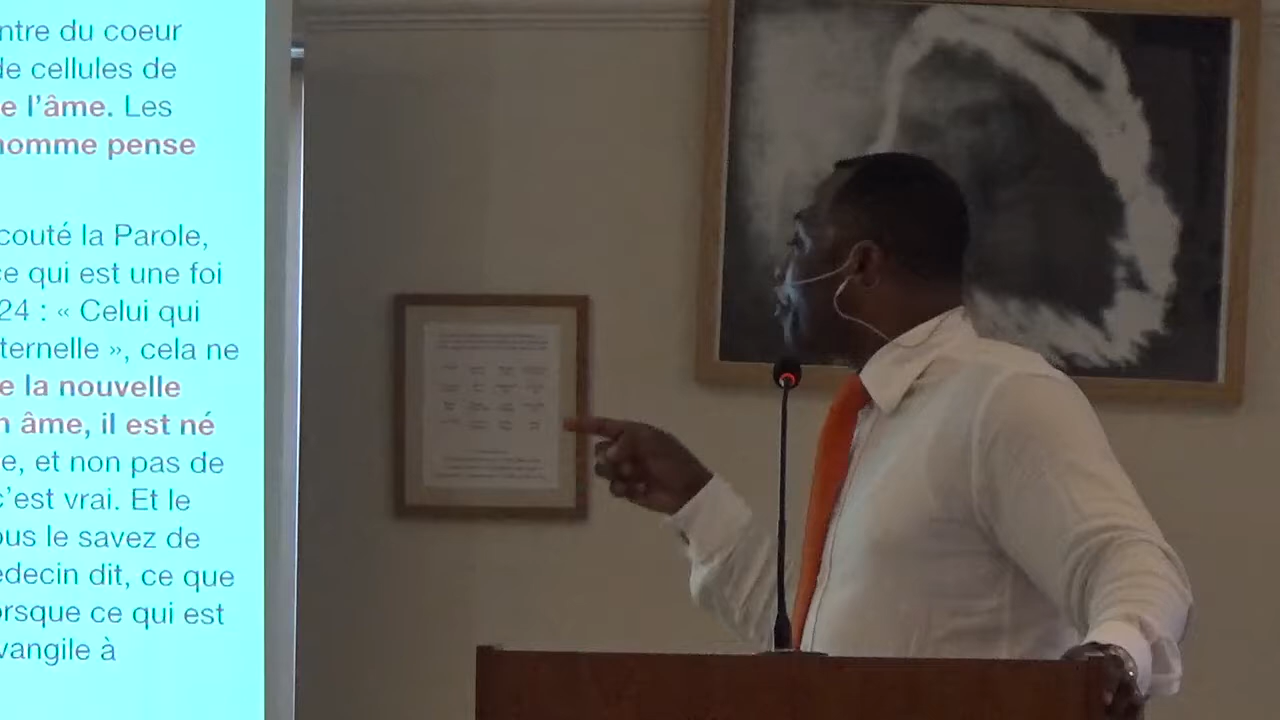 ntre du coeur
de cellules de
e l'âme. Les
homme pense
couté la Parole,
ce qui est une foi
24 : « Celui qui
ternelle », cela ne
e la nouvelle
n âme, il est né
e, et non pas de
c'est vrai. Et le
ous le savez de
édecin dit, ce que
orsque ce qui est
vangile à